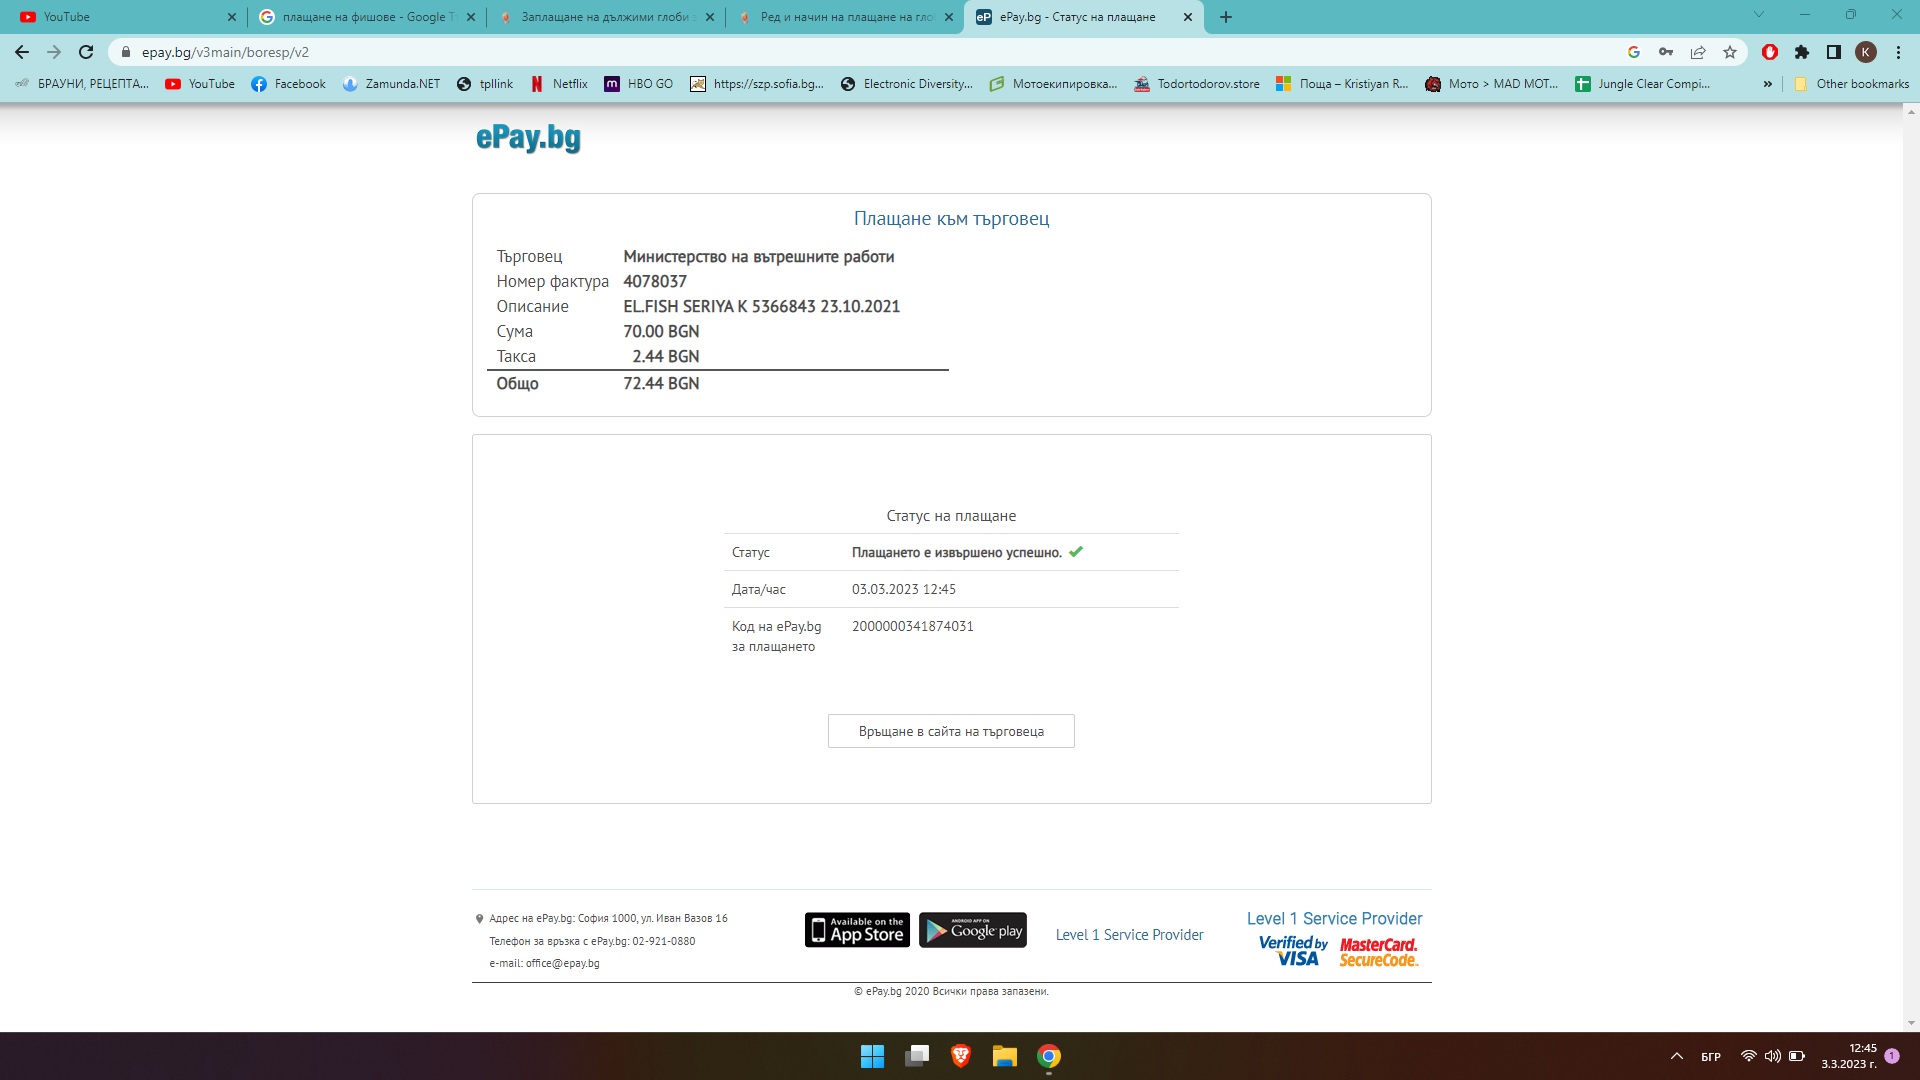 YouTube
плащане на фишове - Google Т
Заплащане на дължими глоби з
Ред и начин на плащане на гло
eP ePay.bg - Статус на плащане
epay.bg/v3main/boresp/v2
K
БРАУНИ, РЕЦЕПТА...
YouTube
Facebook
Zamunda.NET
tpllink
Netflix
HBO GO
https://szp.sofia.bg...
Electronic Diversity...
Мотоекипировка...
Todortodorov.store
Поща – Kristiyan R...
Мото > MAD MOT...
Jungle Clear Compi...
»
Other bookmarks
ePay.bg
Плащане към търговец
Търговец Министерство на вътрешните работи
Номер фактура 4078037
Описание EL.FISH SERIYA K 5366843 23.10.2021
Сума 70.00 BGN
Такса 2.44 BGN
Общо 72.44 BGN
Статус на плащане
Статус Плащането е извършено успешно.
Дата/час 03.03.2023 12:45
Код на ePay.bg 2000000341874031
за плащането
Връщане в сайта на търговеца
Адрес на ePay.bg: София 1000, ул. Иван Вазов 16
Телефон за връзка с ePay.bg: 02-921-0880
e-mail: office@epay.bg
Available on the
App Store
ANDROID APP ON
Google play
Level 1 Service Provider
Level 1 Service Provider
Verified by
VISA
MasterCard.
SecureCode.
© ePay.bg 2020 Всички права запазени.
БГР
12:45
3.3.2023 г.
1